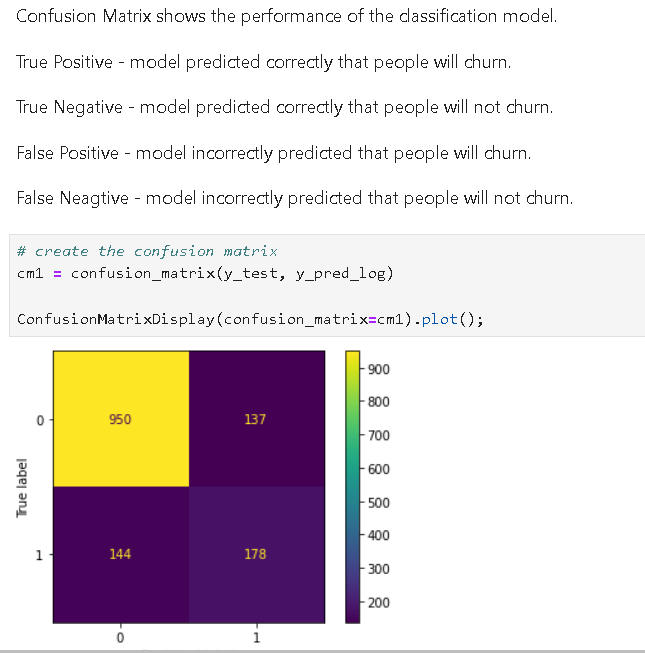 Confusion Matrix shows the performance of the classification model.
True Positive - model predicted correctly that people will churn.
True Negative - model predicted correctly that people will not churn.
False Positive - model incorrectly predicted that people will churn.
False Neagtive - model incorrectly predicted that people will not churn.
# create the confusion matrix
cm1 = confusion_matrix(y_test, y_pred_log)
ConfusionMatrixDisplay(confusion_matrix=cm1).plot();
900
800
700
600
500
400
300
200
True label
0
950
137
1
144
178
0
1